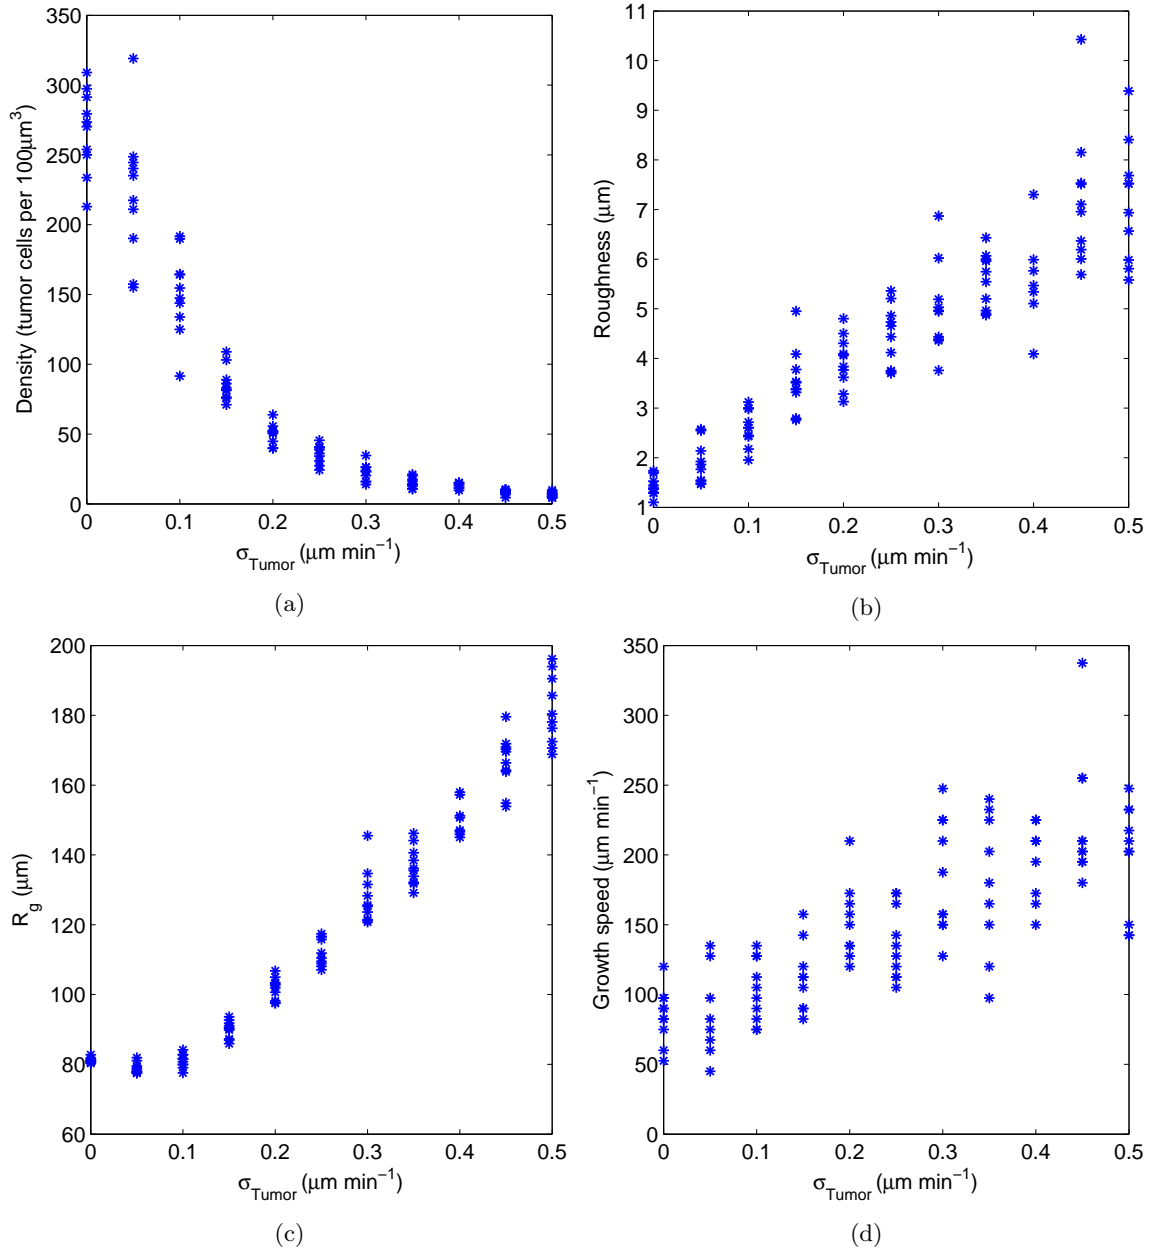 350
300
250
200
150
100
50
0
Density (tumor cells per 100μm³)
0 0.1 0.2 0.3 0.4 0.5
σ_Tumor (μm min⁻¹)
(a)
11
10
9
8
7
6
5
4
3
2
1
Roughness (μm)
0 0.1 0.2 0.3 0.4 0.5
σ_Tumor (μm min⁻¹)
(b)
200
180
160
140
120
100
80
60
R_g (μm)
0 0.1 0.2 0.3 0.4 0.5
σ_Tumor (μm min⁻¹)
(c)
350
300
250
200
150
100
50
0
Growth speed (μm min⁻¹)
0 0.1 0.2 0.3 0.4 0.5
σ_Tumor (μm min⁻¹)
(d)